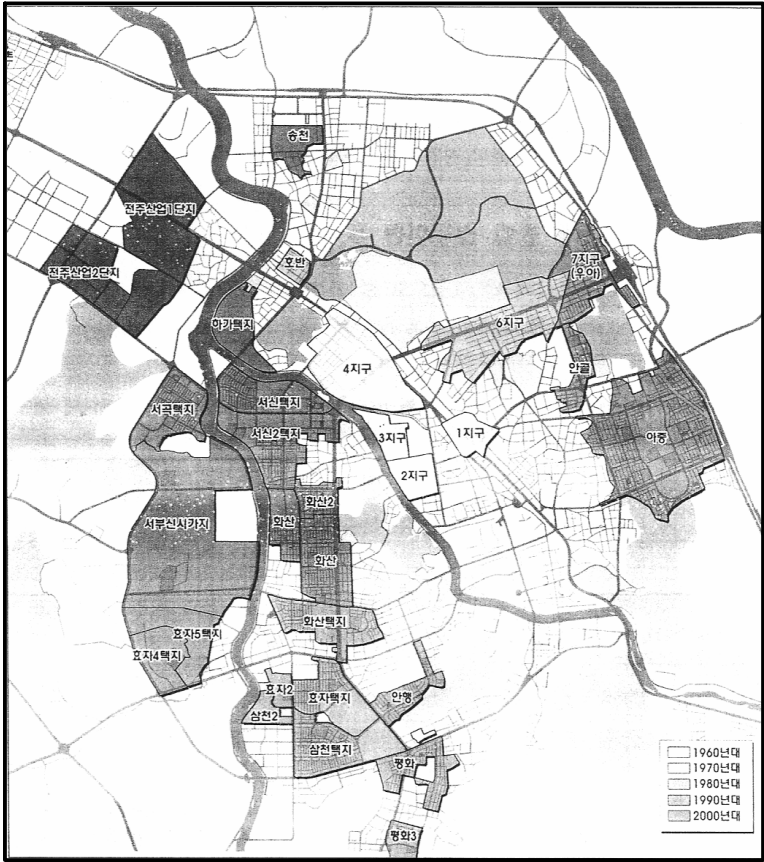 송천
전주산업1단지
전주산업2단지
호반
7지구
(우아)
하가택지
6지구
4지구
안골
서곡택지
서신택지
서신2택지
3지구
1지구
아중
2지구
서부신시가지
화산
화산2
화산
화산택지
효자5택지
효자4택지
효자2
효자택지
안행
삼천2
삼천택지
평화
평화3
1960년대
1970년대
1980년대
1990년대
2000년대